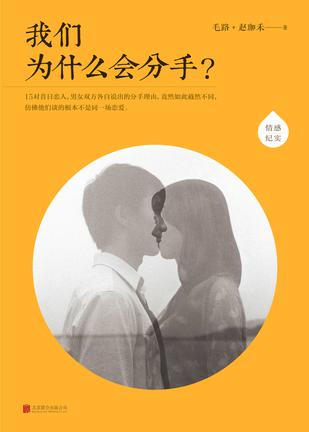 毛路·赵珈禾——著
我们
为什么会分手？
15对昔日恋人，男女双方各自说出的分手理由，竟然如此截然不同，
仿佛他们谈的根本不是同一场恋爱。
情感
纪实
北京联合出版公司